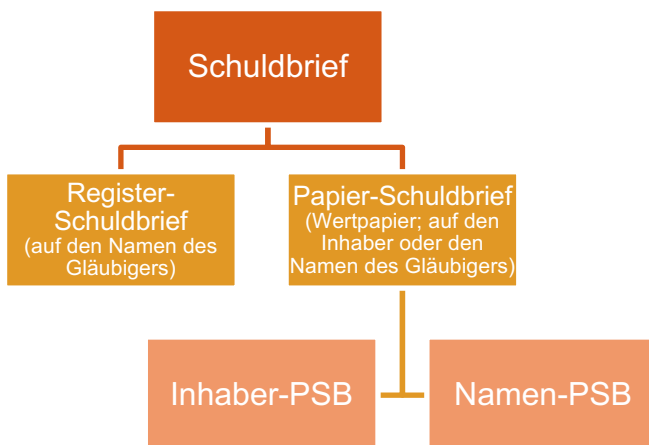 Schuldbrief
Register-
Schuldbrief
(auf den Namen des
Gläubigers)
Papier-Schuldbrief
(Wertpapier; auf den
Inhaber oder den
Namen des Gläubigers)
Inhaber-PSB
Namen-PSB